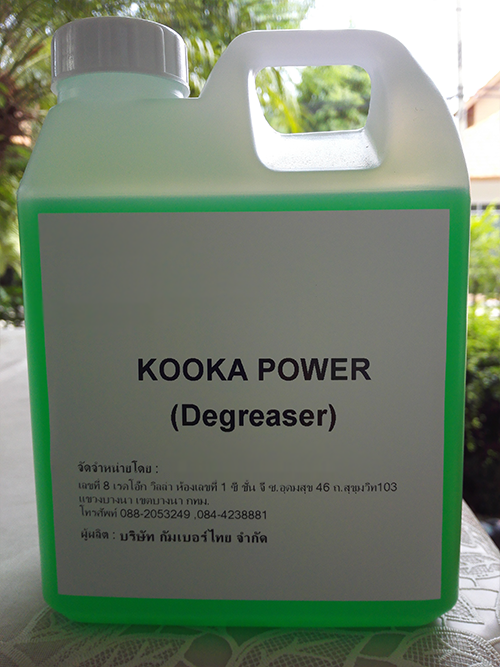 KOOKA POWER
(Degreaser)
จัดจำหน่ายโดย :
เลขที่ 8 เวตโฮ๊ก วิลล่า ห้องเลขที่ 1 ซี ชั้น จี ซ.อุดมสุข 46 ถ.สุขุมวิท103
แขวงบางนา เขตบางนา กทม.
โทรศัพท์ 088-2053249 ,084-4238881
ผู้ผลิต : บริษัท กัมเบอร์ไทย จำกัด